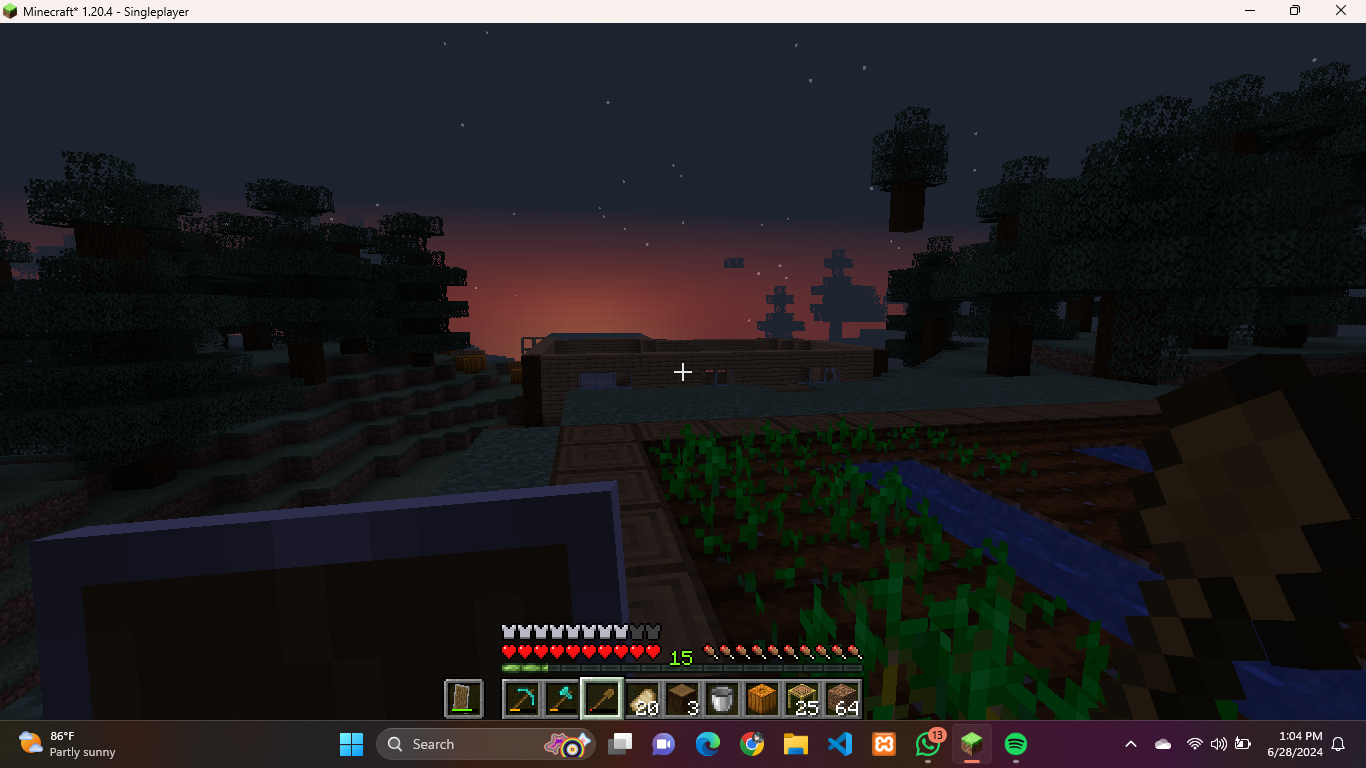 Minecraft* 1.20.4 - Singleplayer
15
20
3
25
64
86°F
Partly sunny
Search
13
1:04 PM
6/28/2024